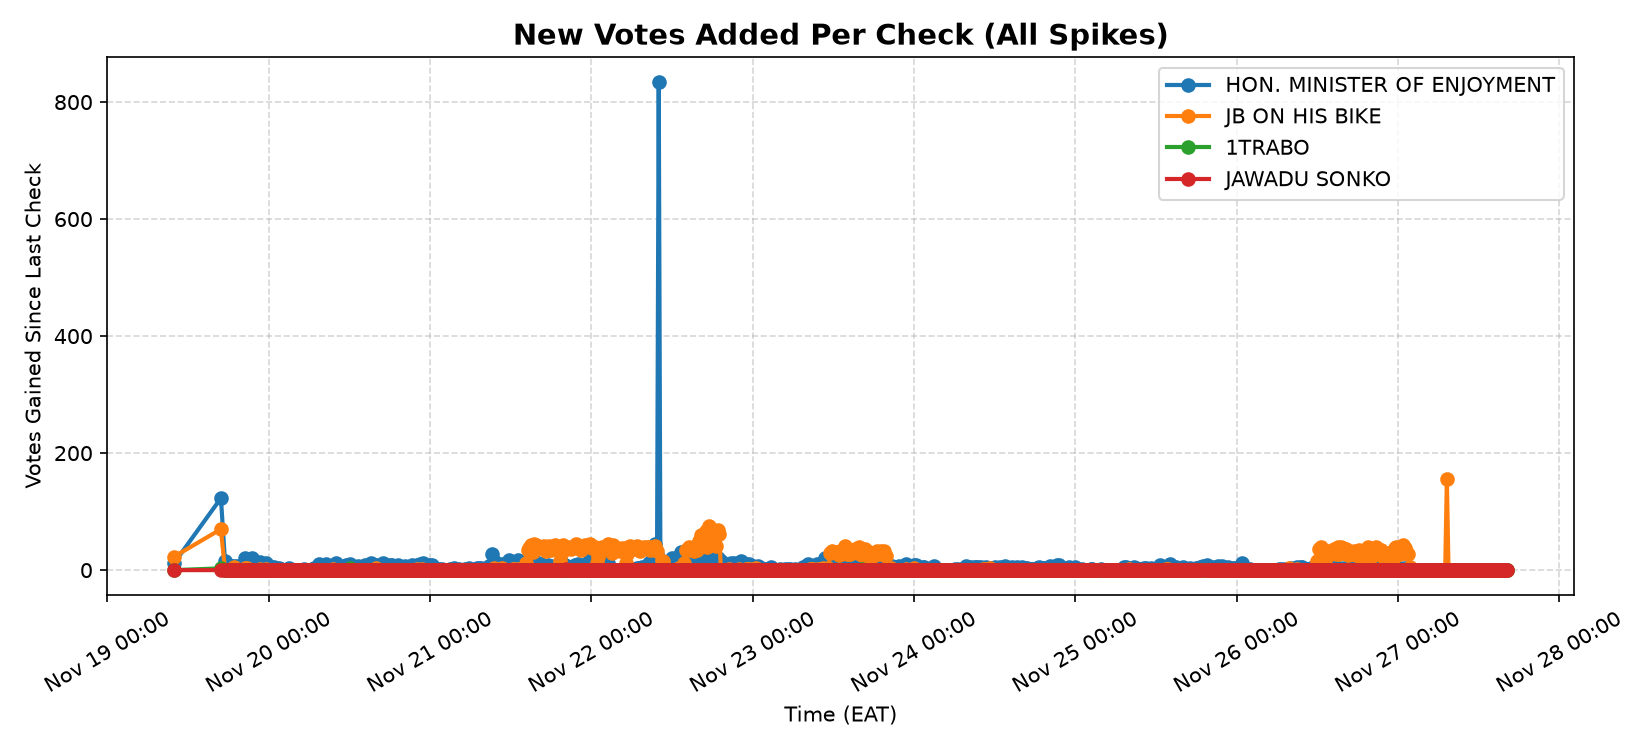 New Votes Added Per Check (All Spikes)
HON. MINISTER OF ENJOYMENT
JB ON HIS BIKE
1TRABO
JAWADU SONKO
Votes Gained Since Last Check
800
600
400
200
0
Nov 19 00:00
Nov 20 00:00
Nov 21 00:00
Nov 22 00:00
Nov 23 00:00
Nov 24 00:00
Nov 25 00:00
Nov 26 00:00
Nov 27 00:00
Nov 28 00:00
Time (EAT)